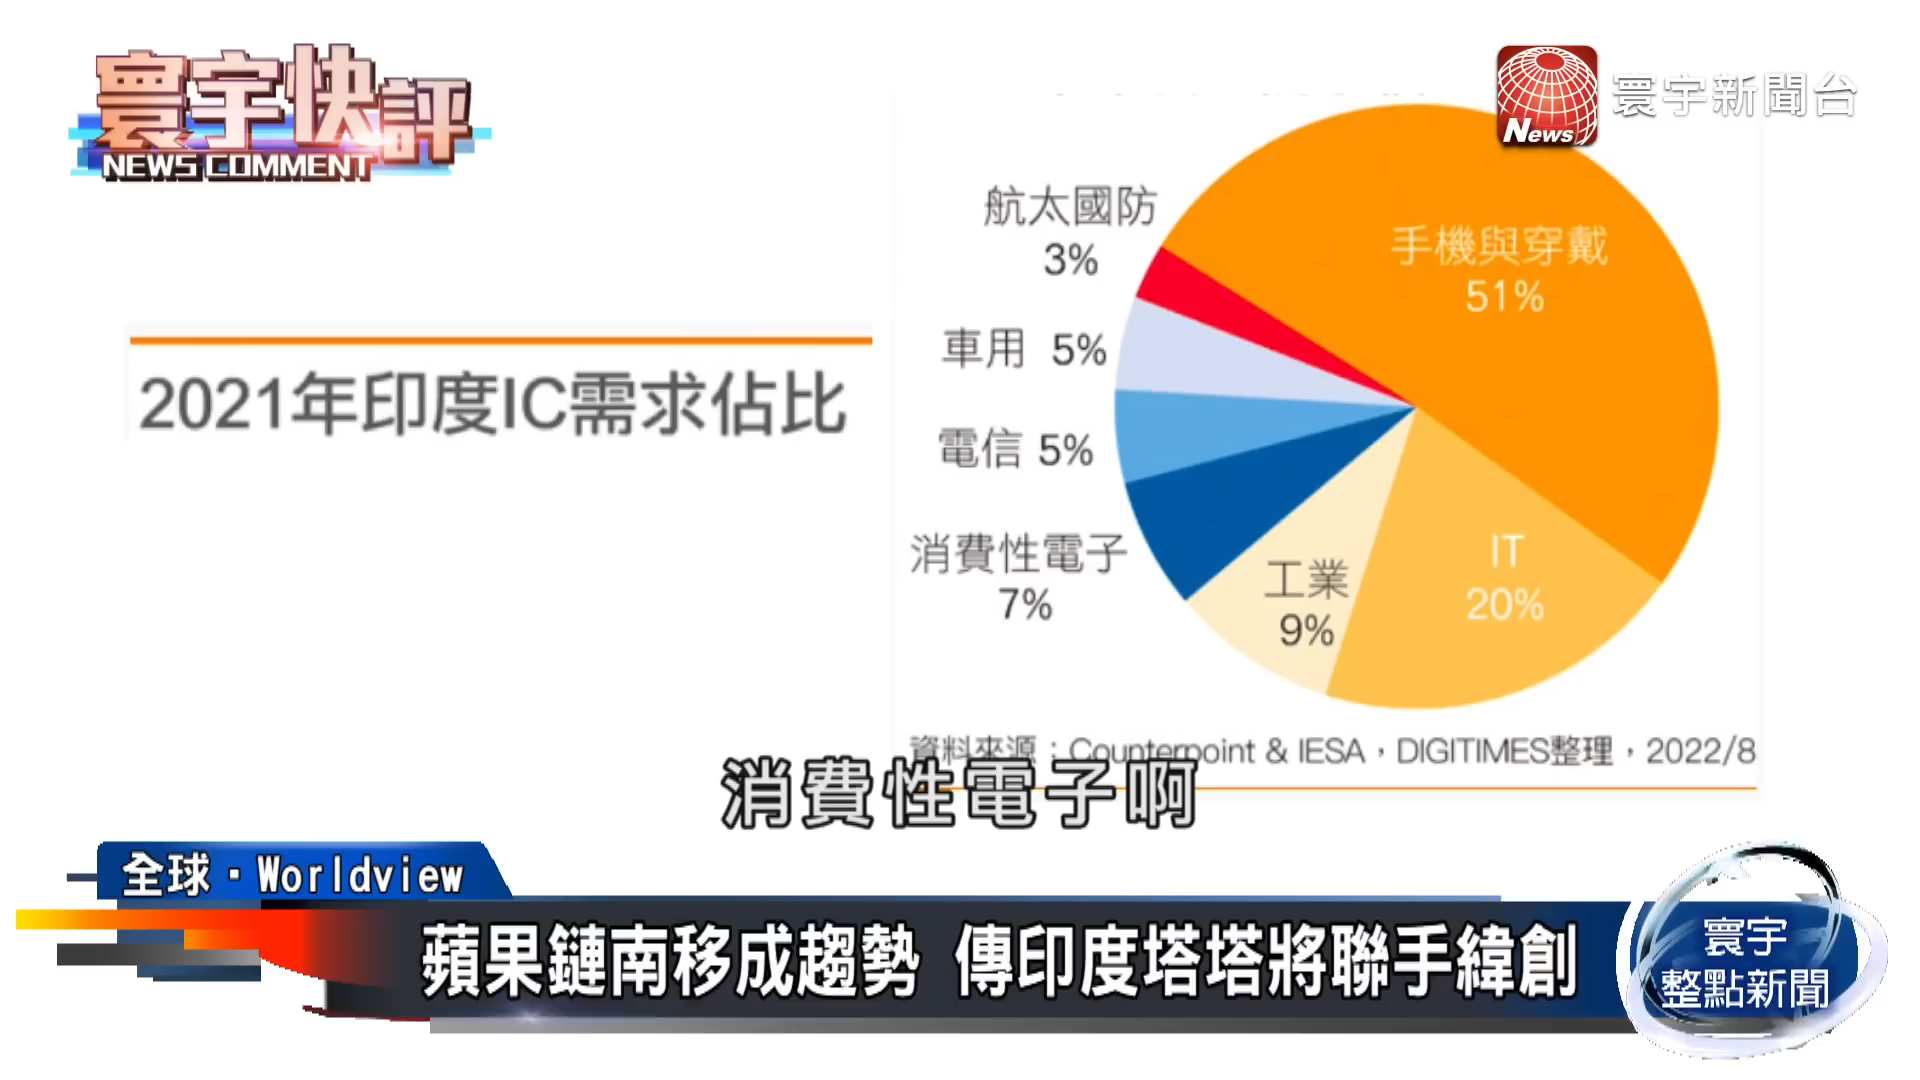 寰宇快評
NEWS COMMENT
News
寰宇新聞台
2021年印度IC需求佔比
航太國防
3%
手機與穿戴
51%
車用 5%
電信 5%
消費性電子
7%
工業
9%
IT
20%
資料來源：Counterpoint & IESA，DIGITIMES整理，2022/8
消費性電子啊
全球·Worldview
蘋果鏈南移成趨勢 傳印度塔塔將聯手緯創
寰宇
整點新聞